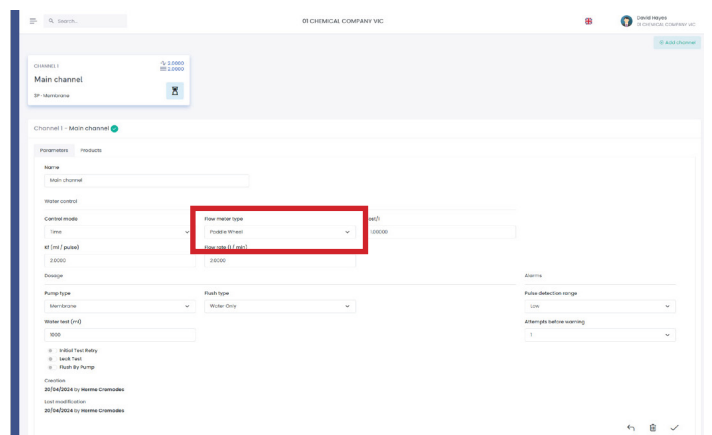 Search...
01 CHEMICAL COMPANY VIC
David Hayes
01 CHEMICAL COMPANY VIC
Add channel
CHANNEL 1
2.0000
2.0000
Main channel
3P - Membrane
Channel 1 - Main channel
Parameters Products
Name
Main channel
Water control
Control mode Flow meter type cost/l
Time Paddle Wheel 1.00000
Kf (ml / pulse) Flow rate (l / min)
2.0000 2.0000
Dosage Alarms
Pump type Flush type Pulse detection range
Membrane Water Only Low
Water test (ml) Attempts before warning
1600 1
Initial Test Retry
Leak Test
Flush By Pump
Creation
20/04/2024 by Harme Cromodes
Last modification
20/04/2024 by Harme Cromodes